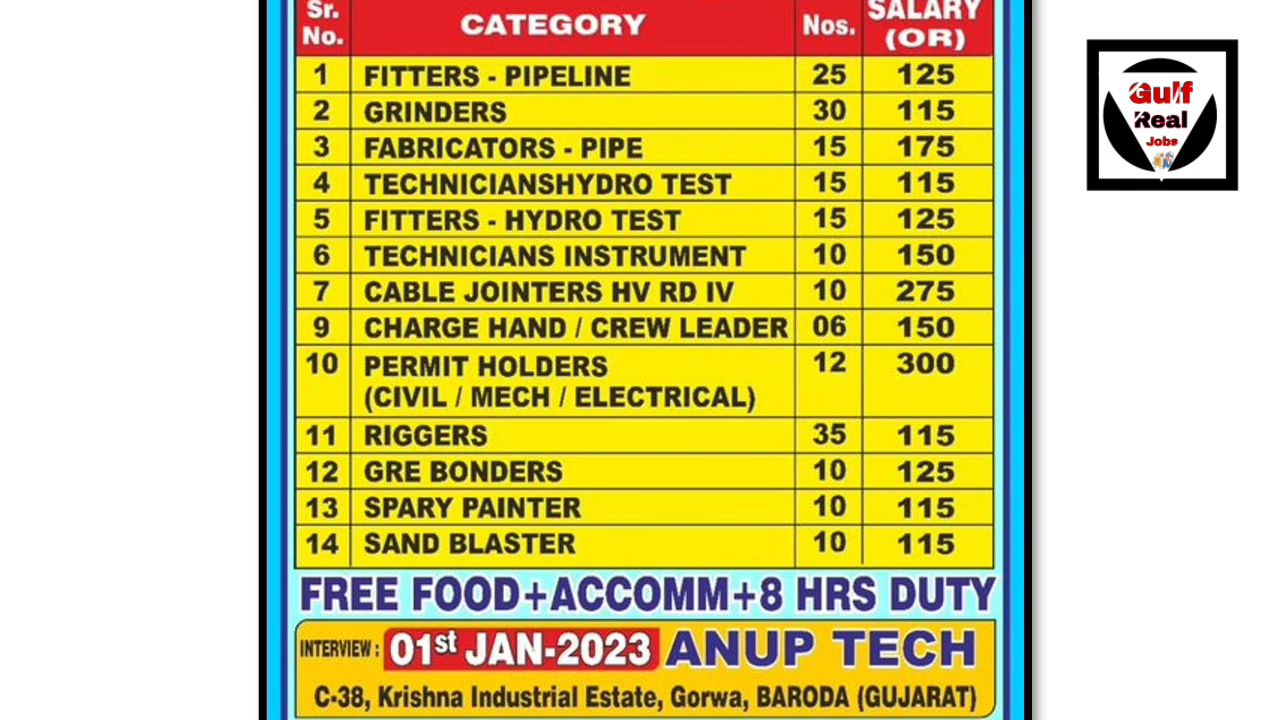 Sr. No. CATEGORY Nos. SALARY (OR)
1 FITTERS - PIPELINE 25 125
2 GRINDERS 30 115
3 FABRICATORS - PIPE 15 175
4 TECHNICIANSHYDRO TEST 15 115
5 FITTERS - HYDRO TEST 15 125
6 TECHNICIANS INSTRUMENT 10 150
7 CABLE JOINTERS HV RD IV 10 275
9 CHARGE HAND / CREW LEADER 06 150
10 PERMIT HOLDERS 12 300
(CIVIL / MECH / ELECTRICAL)
11 RIGGERS 35 115
12 GRE BONDERS 10 125
13 SPARY PAINTER 10 115
14 SAND BLASTER 10 115
FREE FOOD+ACCOMM+8 HRS DUTY
INTERVIEW : 01st JAN-2023 ANUP TECH
C-38, Krishna Industrial Estate, Gorwa, BARODA (GUJARAT)
Gulf
Real
Jobs